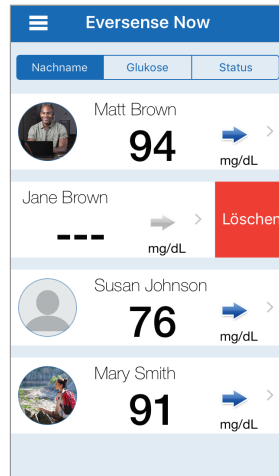 Eversense Now
Nachname Glukose Status
Matt Brown
94
mg/dL
Jane Brown
---
mg/dL
Löschen
Susan Johnson
76
mg/dL
Mary Smith
91
mg/dL